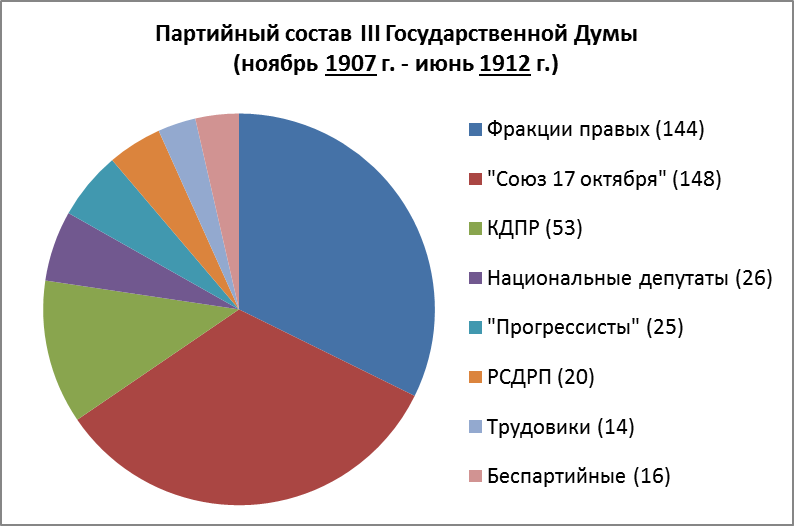 Партийный состав III Государственной Думы
(ноябрь 1907 г. - июнь 1912 г.)
Фракции правых (144)
"Союз 17 октября" (148)
КДПР (53)
Национальные депутаты (26)
"Прогрессисты" (25)
РСДРП (20)
Трудовики (14)
Беспартийные (16)